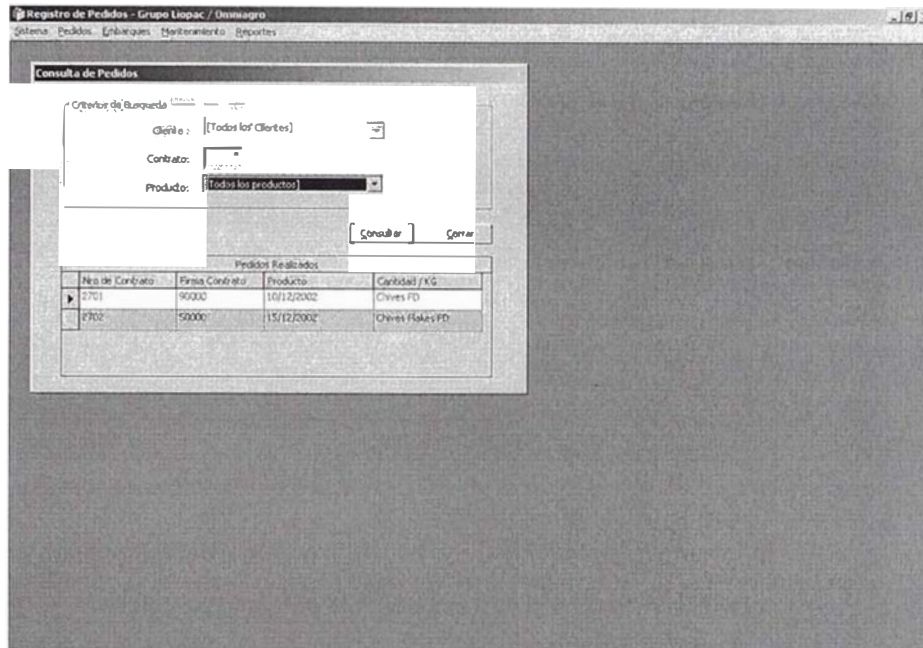 Registro de Pedidos - Grupo Liopac / Omniagro
Sistema Pedidos Embarques Mantenimiento Reportes
Consulta de Pedidos
Criterios de Busqueda
Cliente : [Todos los Clientes]
Contrato:
Producto: [Todos los productos]
Consultar Cerrar
Pedidos Realizados
Nro de Contrato Firma Contrato Producto Cantidad / KG
2701 90000 10/12/2002 Chives FD
2702 50000 15/12/2002 Chives Flakes FD